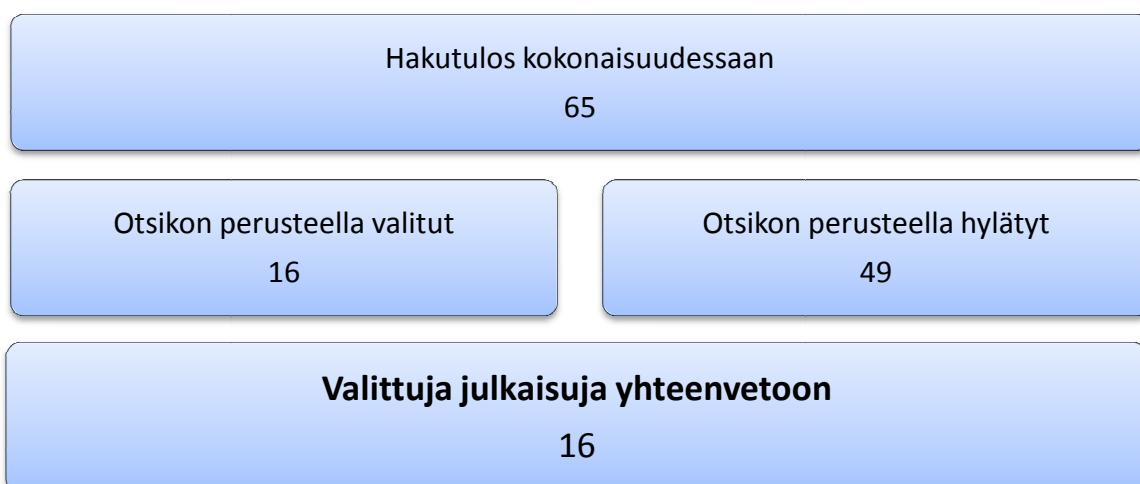 Hakutulos kokonaisuudessaan
65
Otsikon perusteella valitut
16
Otsikon perusteella hylätyt
49
Valittuja julkaisuja yhteenvetoon
16